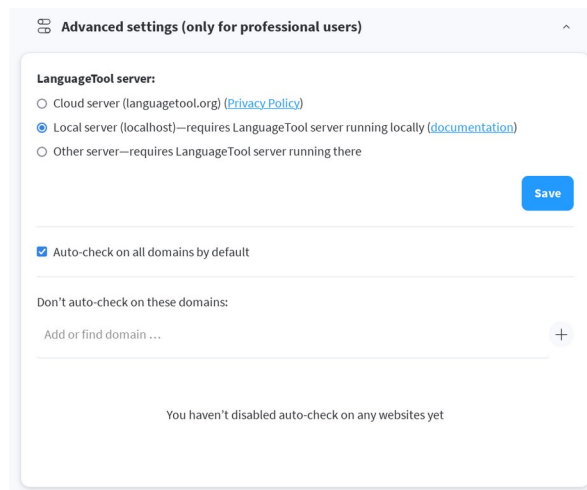 Advanced settings (only for professional users)
LanguageTool server:
Cloud server (languagetool.org) (Privacy Policy)
Local server (localhost)—requires LanguageTool server running locally (documentation)
Other server—requires LanguageTool server running there
Save
Auto-check on all domains by default
Don’t auto-check on these domains:
Add or find domain …
You haven’t disabled auto-check on any websites yet